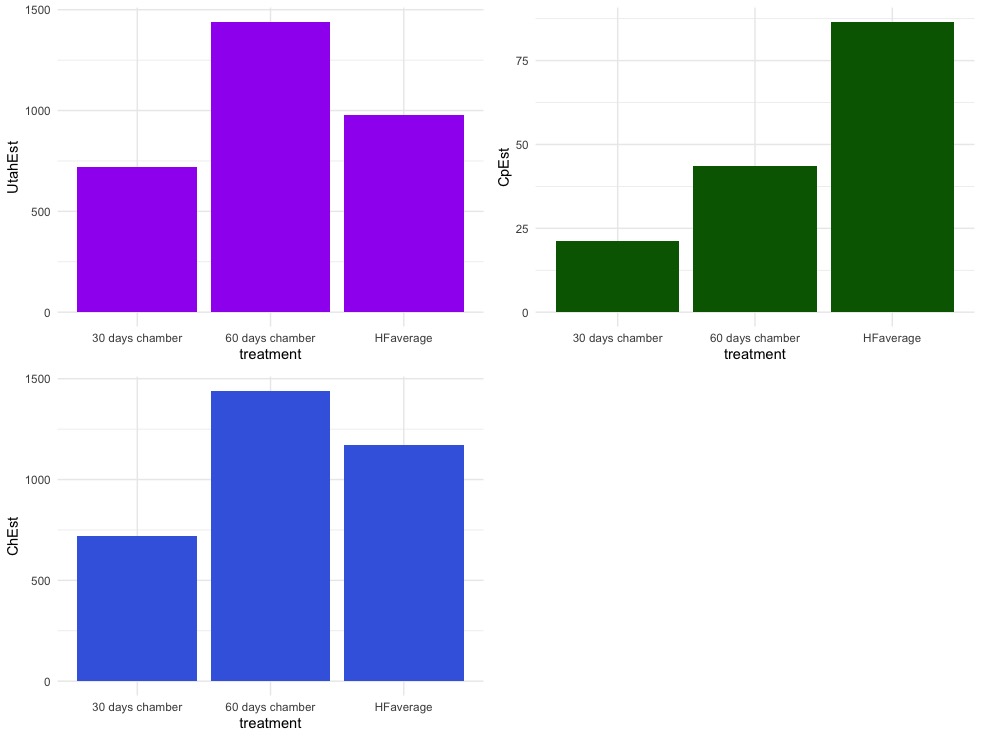 UtahEst
1500
1000
500
0
30 days chamber
60 days chamber
HFaverage
treatment
CpEst
75
50
25
0
30 days chamber
60 days chamber
HFaverage
treatment
ChEst
1500
1000
500
0
30 days chamber
60 days chamber
HFaverage
treatment